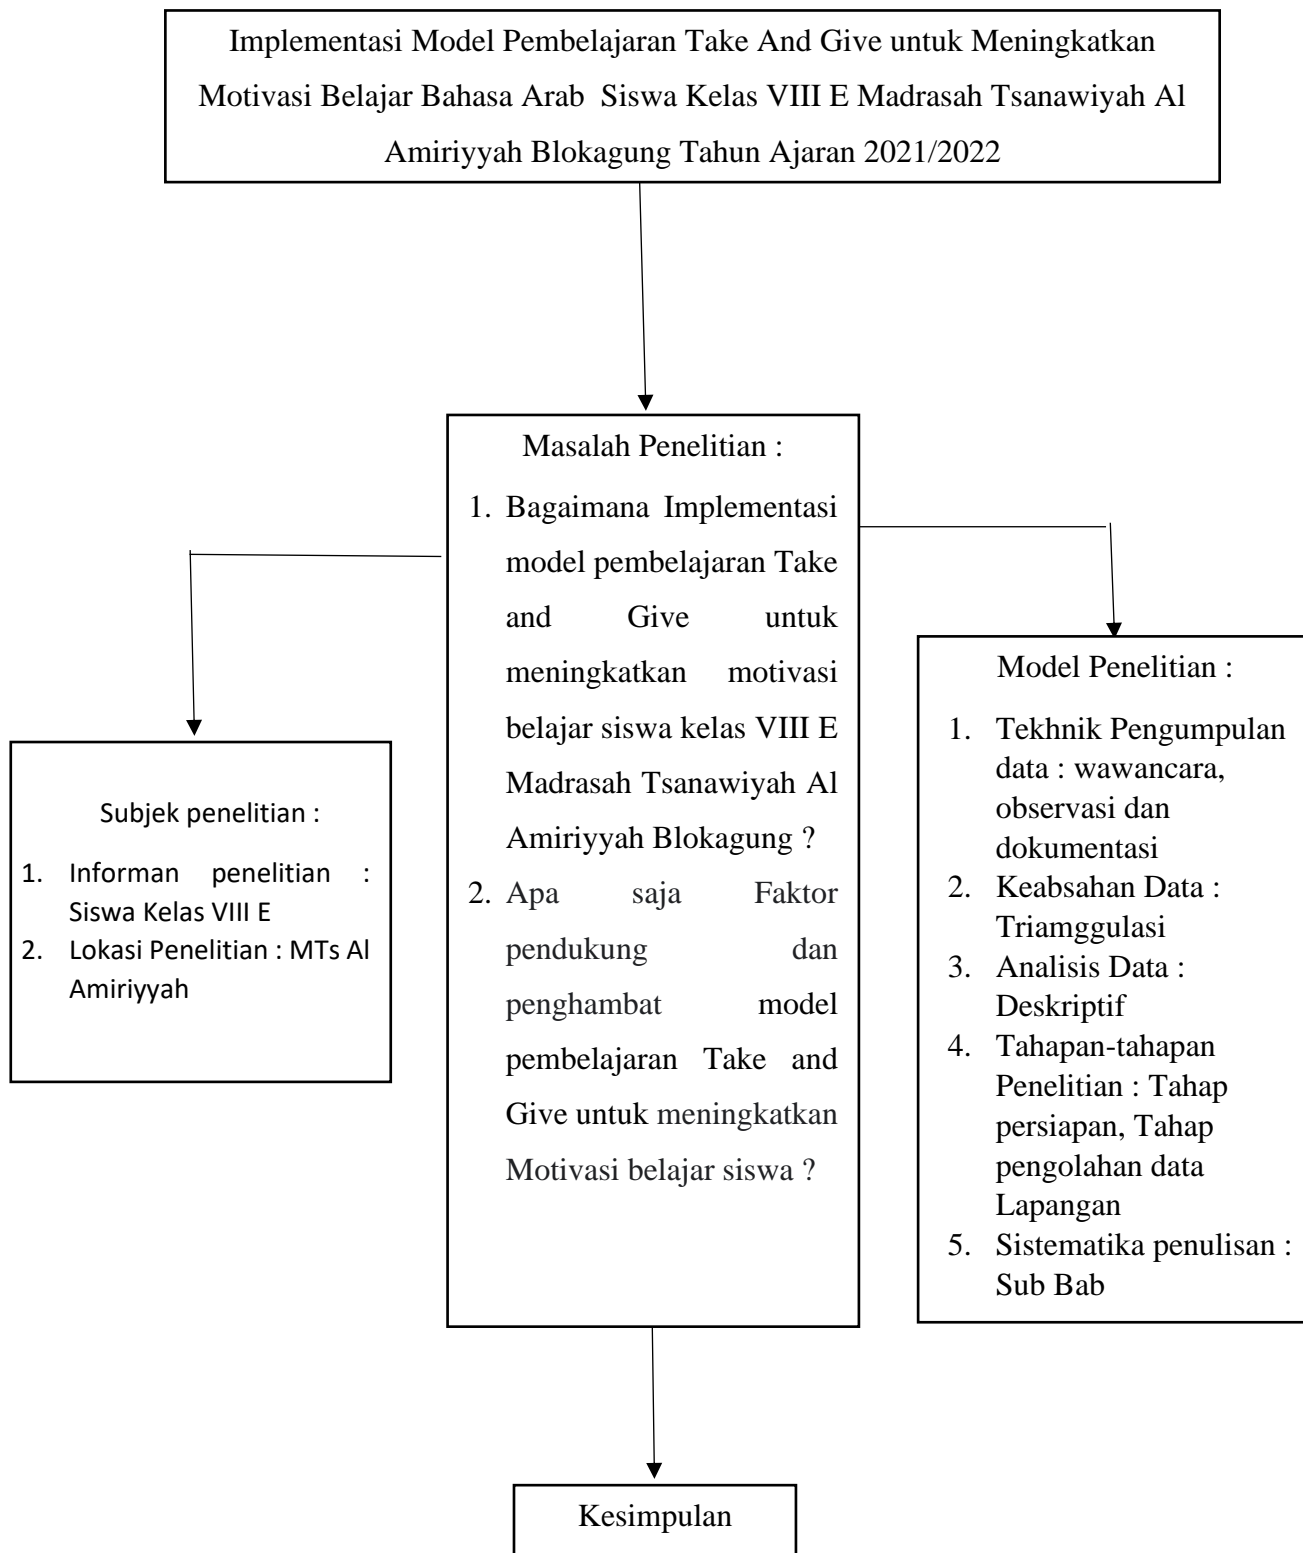 Implementasi Model Pembelajaran Take And Give untuk Meningkatkan
Motivasi Belajar Bahasa Arab  Siswa Kelas VIII E Madrasah Tsanawiyah Al
Amiriyyah Blokagung Tahun Ajaran 2021/2022
Masalah Penelitian :
1. Bagaimana Implementasi
model pembelajaran Take
and Give untuk
meningkatkan motivasi
belajar siswa kelas VIII E
Madrasah Tsanawiyah Al
Amiriyyah Blokagung ?
2. Apa saja Faktor
pendukung dan
penghambat model
pembelajaran Take and
Give untuk meningkatkan
Motivasi belajar siswa ?
Subjek penelitian :
1. Informan penelitian :
Siswa Kelas VIII E
2. Lokasi Penelitian : MTs Al
Amiriyyah
Model Penelitian :
1. Tekhnik Pengumpulan
data : wawancara,
observasi dan
dokumentasi
2. Keabsahan Data :
Triamggulasi
3. Analisis Data :
Deskriptif
4. Tahapan-tahapan
Penelitian : Tahap
persiapan, Tahap
pengolahan data
Lapangan
5. Sistematika penulisan :
Sub Bab
Kesimpulan